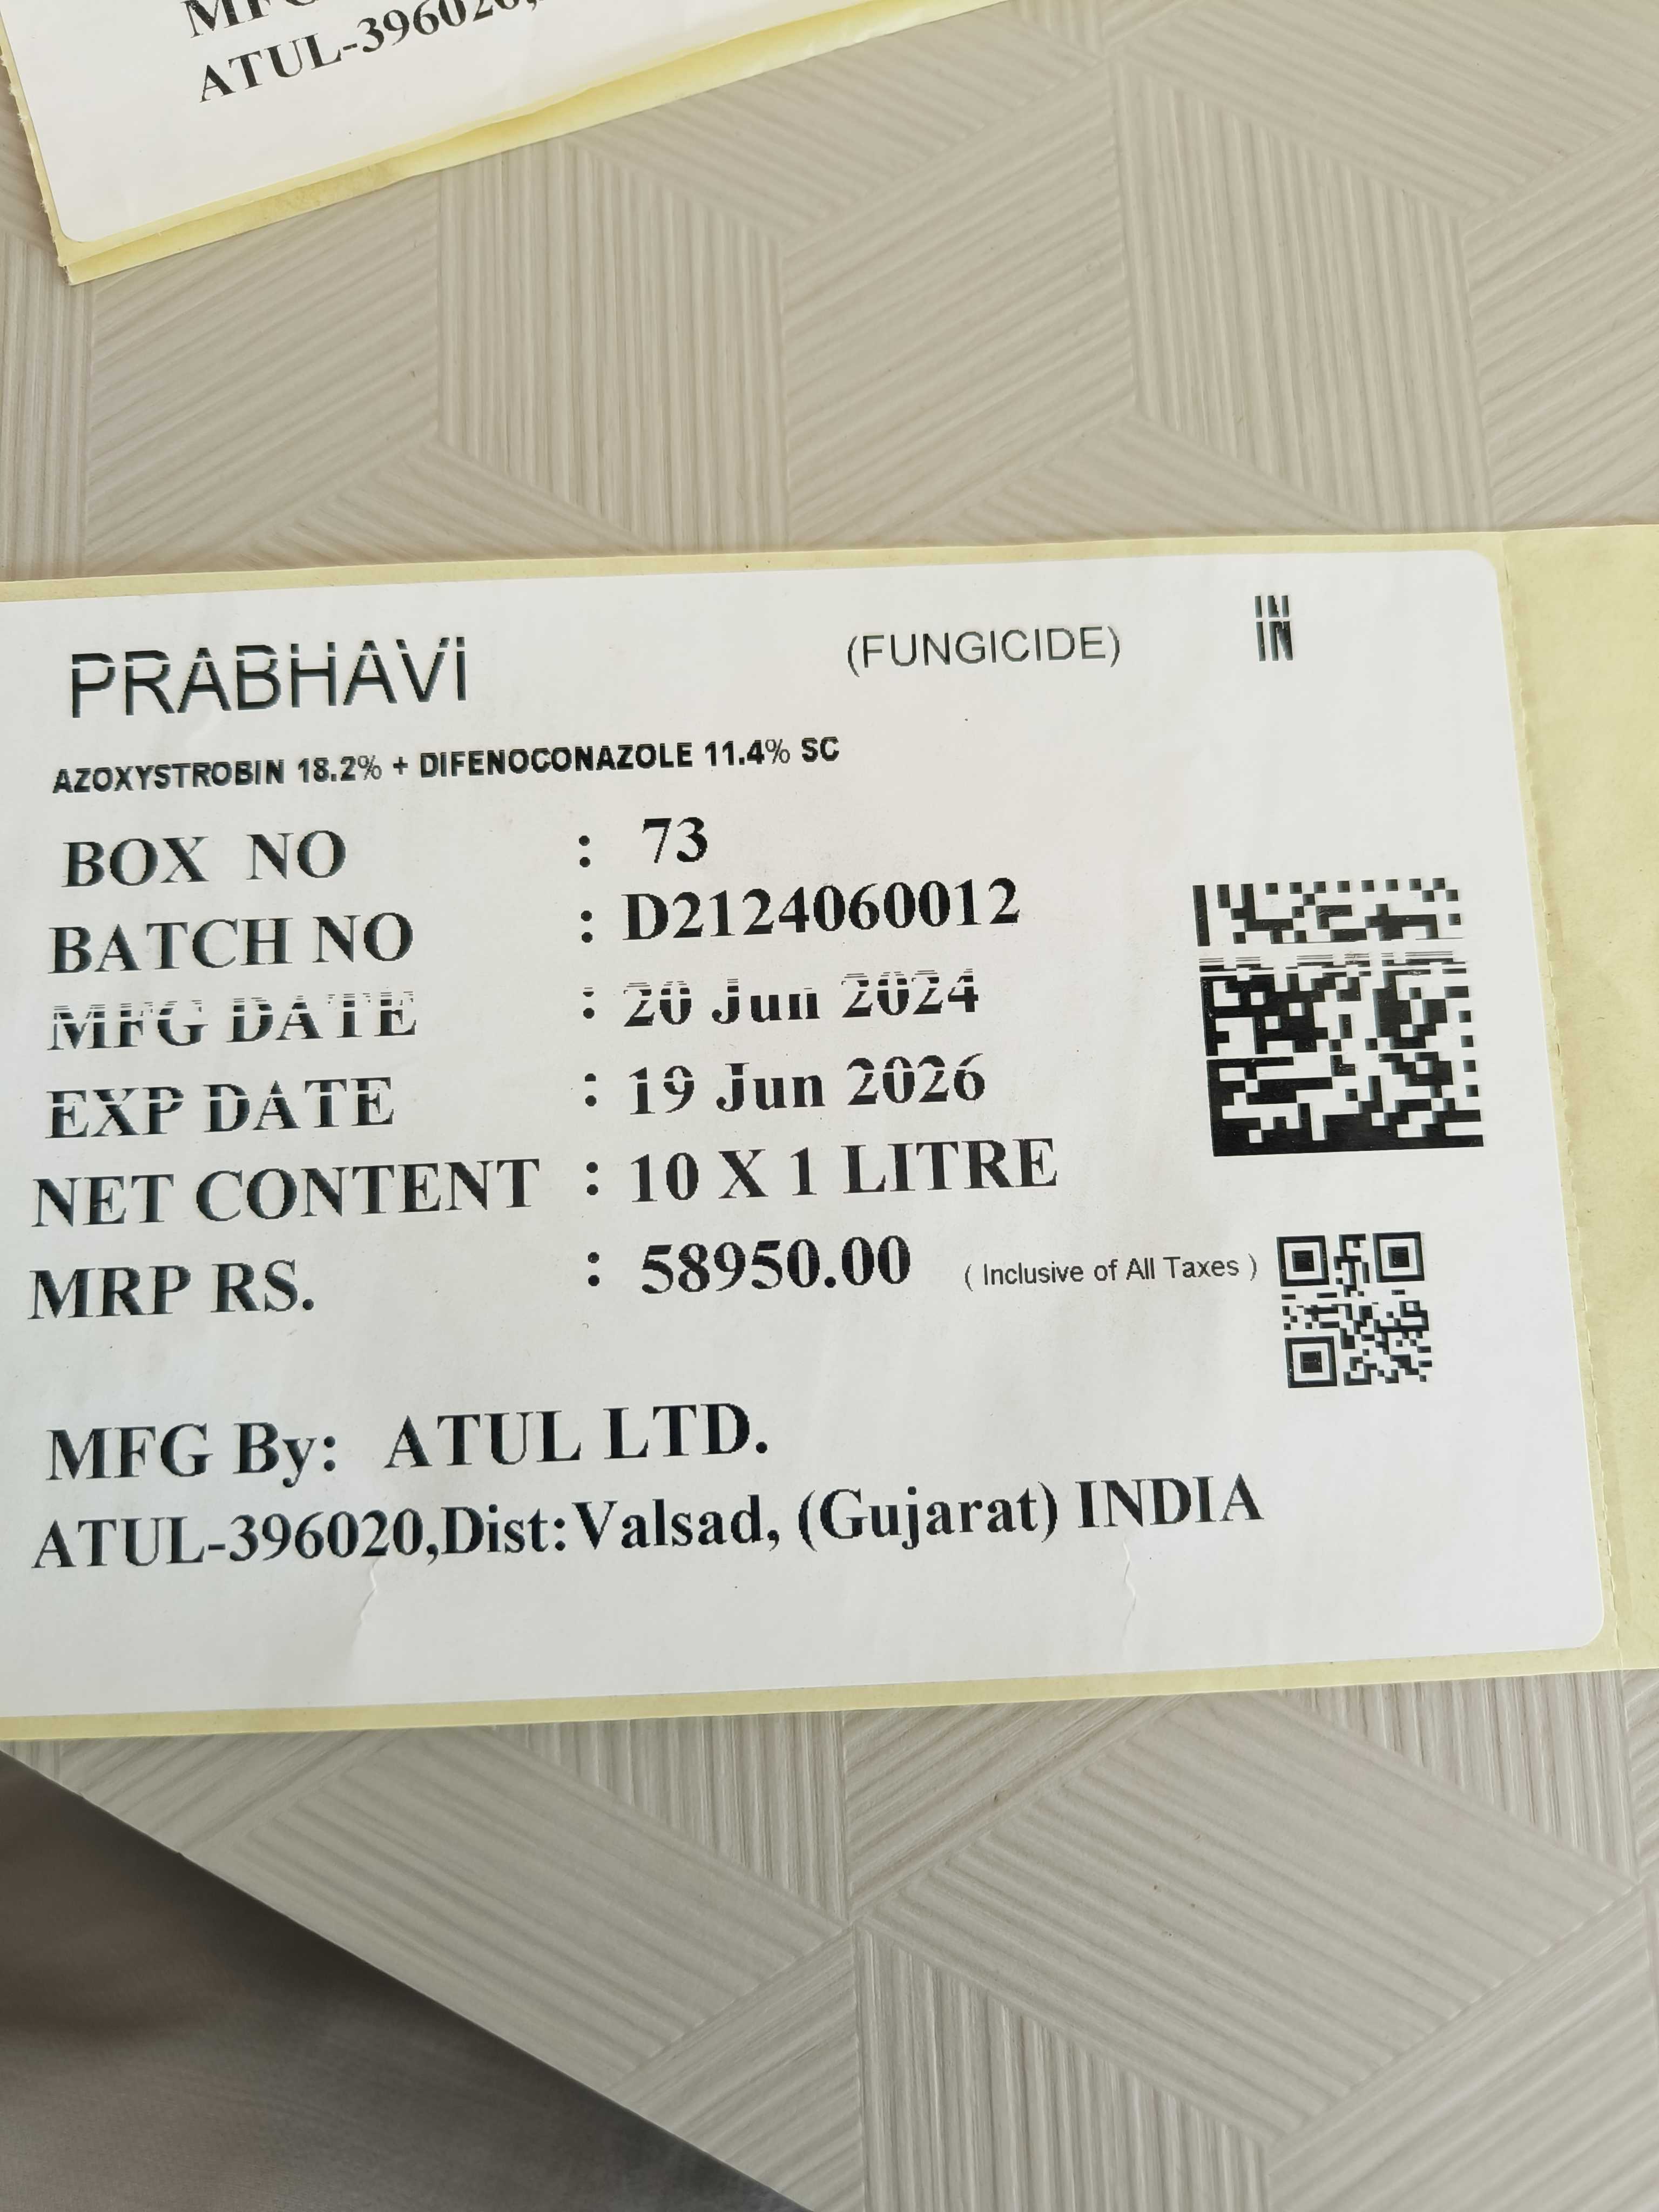 ATUL-396020,
PRABHAVI (FUNGICIDE) IN
AZOXYSTROBIN 18.2% + DIFENOCONAZOLE 11.4% SC
BOX NO : 73
BATCH NO : D2124060012
MFG DATE : 20 Jun 2024
EXP DATE : 19 Jun 2026
NET CONTENT : 10 X 1 LITRE
MRP RS. : 58950.00 ( Inclusive of All Taxes )
MFG By: ATUL LTD.
ATUL-396020,Dist:Valsad, (Gujarat) INDIA